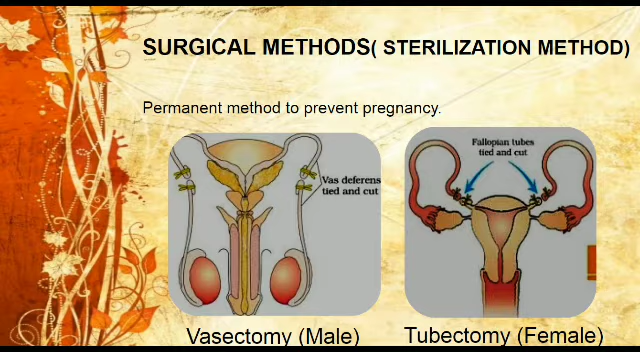 SURGICAL METHODS( STERILIZATION METHOD)
Permanent method to prevent pregnancy.
Vas deferens
tied and cut
Fallopian tubes
tied and cut
Vasectomy (Male)
Tubectomy (Female)